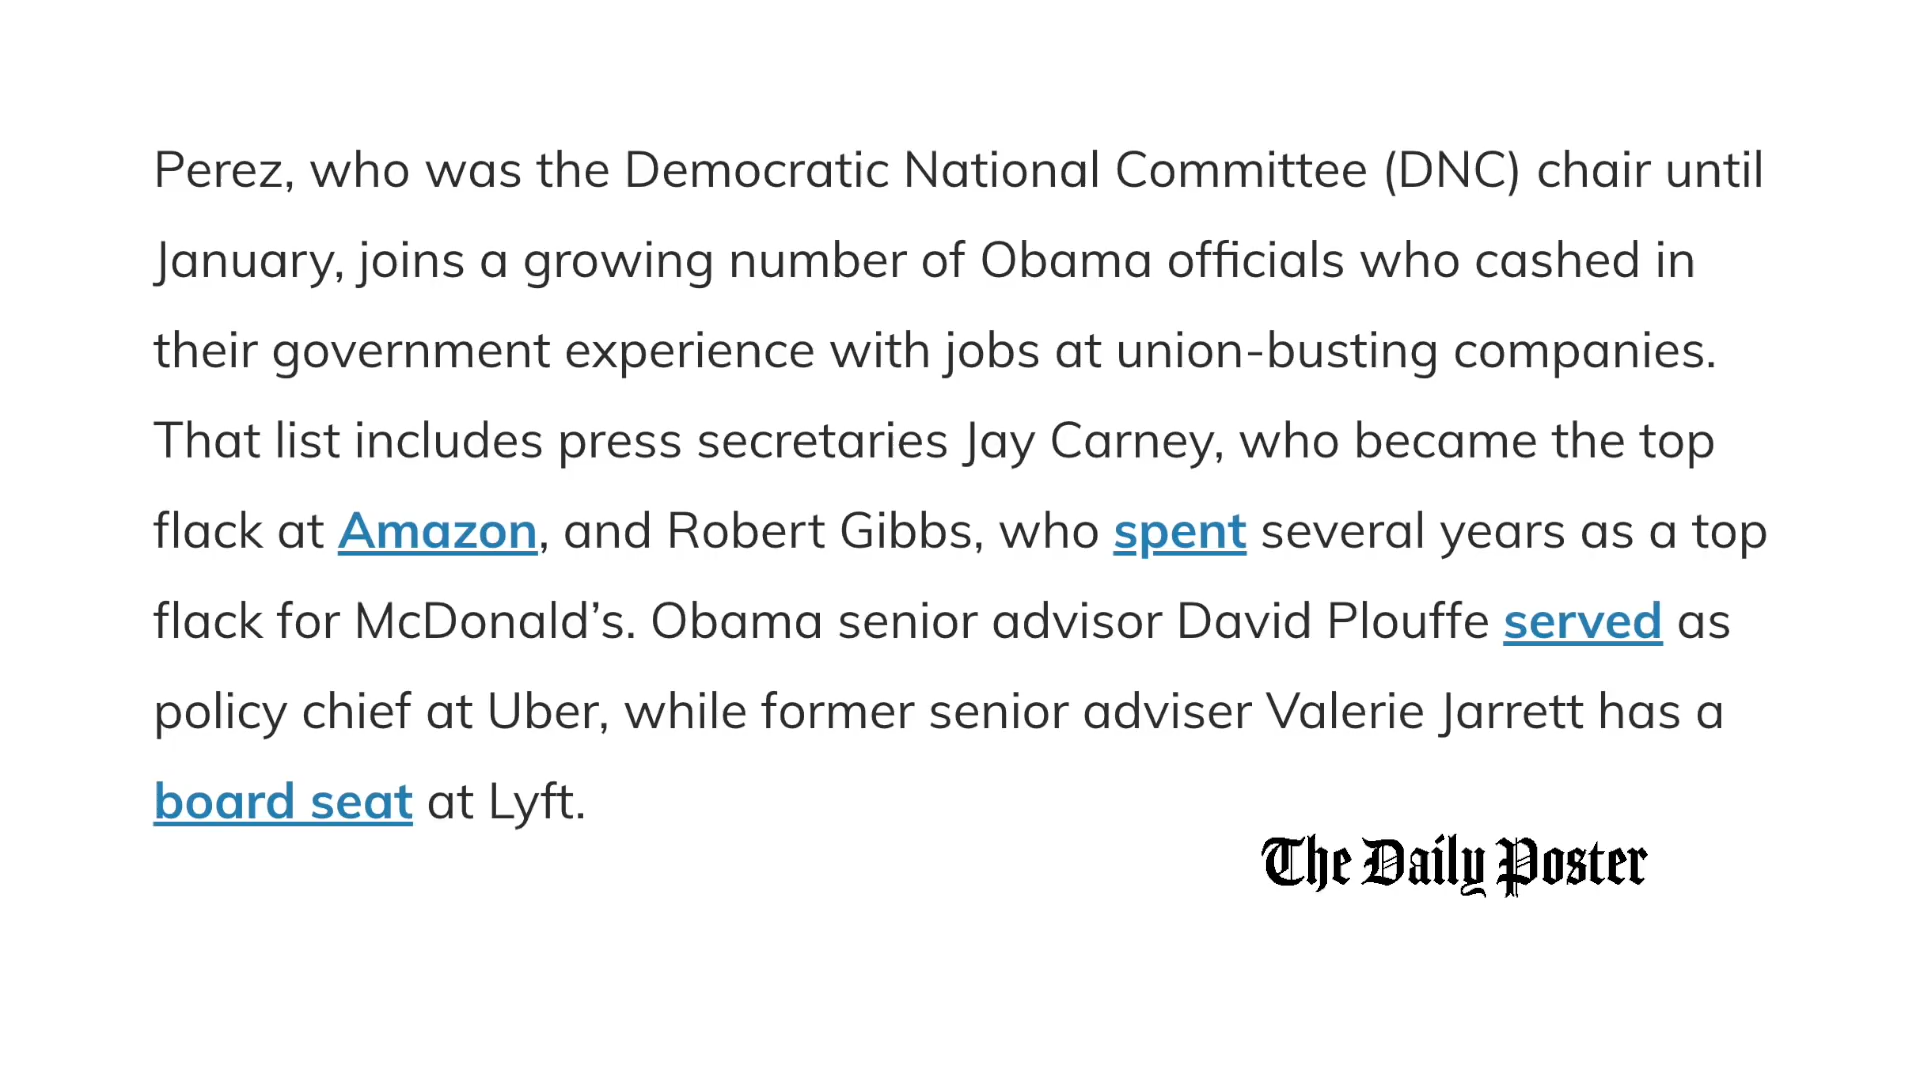 Perez, who was the Democratic National Committee (DNC) chair until
January, joins a growing number of Obama officials who cashed in
their government experience with jobs at union-busting companies.
That list includes press secretaries Jay Carney, who became the top
flack at Amazon, and Robert Gibbs, who spent several years as a top
flack for McDonald’s. Obama senior advisor David Plouffe served as
policy chief at Uber, while former senior adviser Valerie Jarrett has a
board seat at Lyft.
The Daily Poster